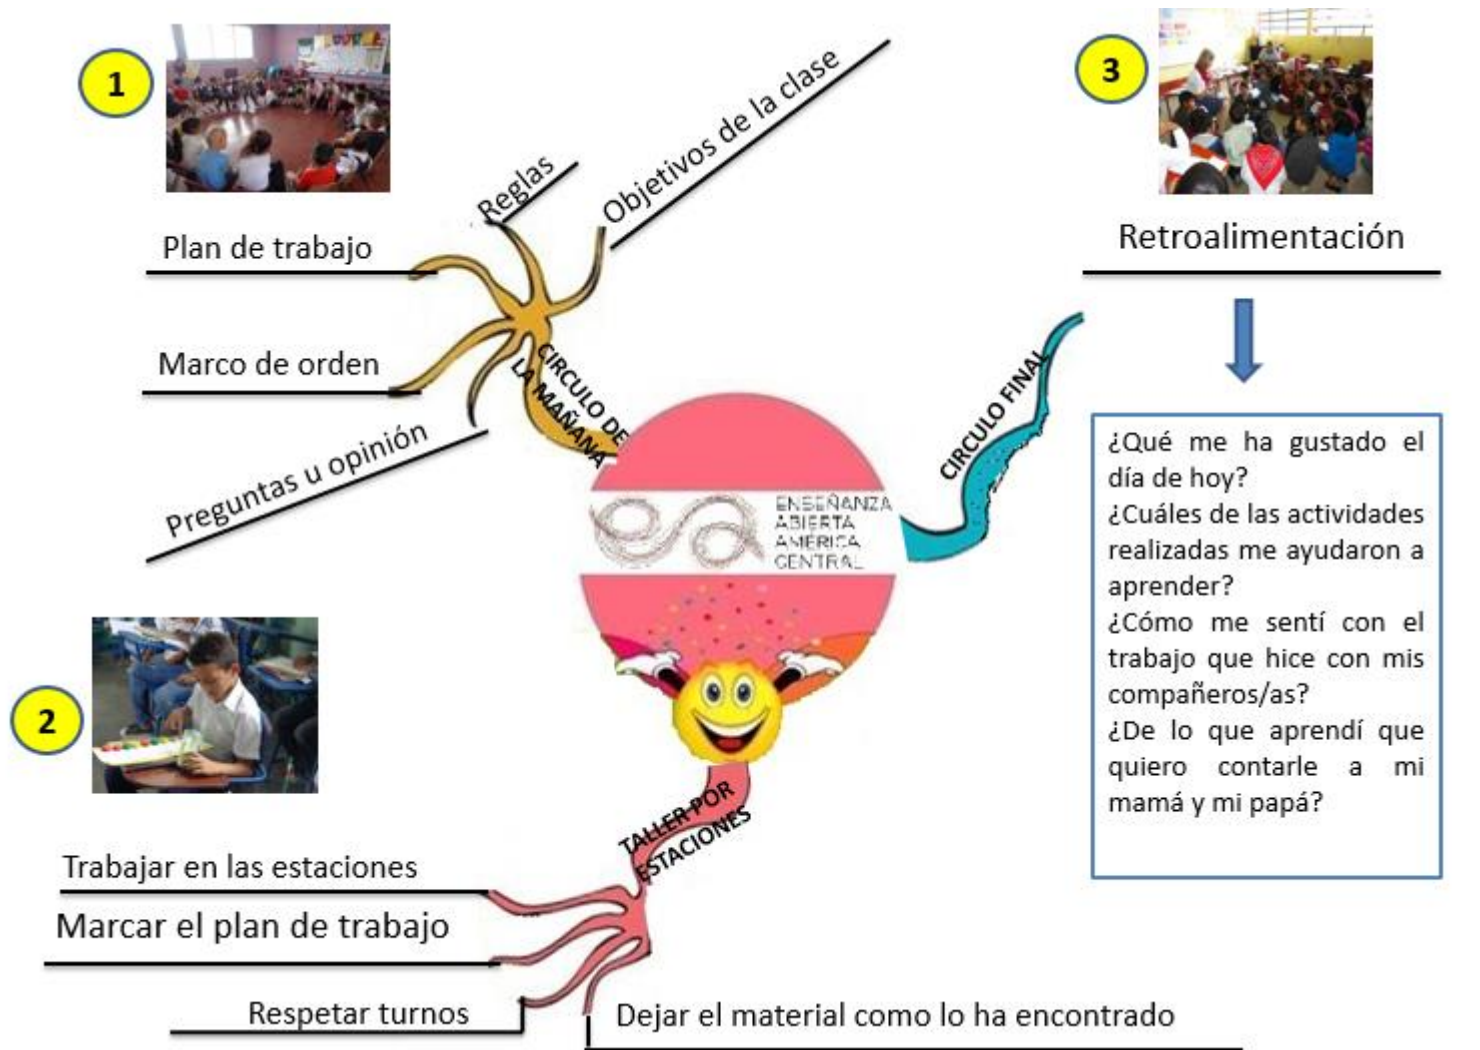 1
Reglas
Objetivos de la clase
Plan de trabajo
Marco de orden
Preguntas u opinión
CIRCULO DE
LA MAÑANA
3
Retroalimentación
CIRCULO FINAL
¿Qué me ha gustado el
día de hoy?
¿Cuáles de las actividades
realizadas me ayudaron a
aprender?
¿Cómo me sentí con el
trabajo que hice con mis
compañeros/as?
¿De lo que aprendí que
quiero contarle a mi
mamá y mi papá?
ENSEÑANZA
ABIERTA
AMÉRICA
CENTRAL
2
TALLER POR
ESTACIONES
Trabajar en las estaciones
Marcar el plan de trabajo
Respetar turnos
Dejar el material como lo ha encontrado